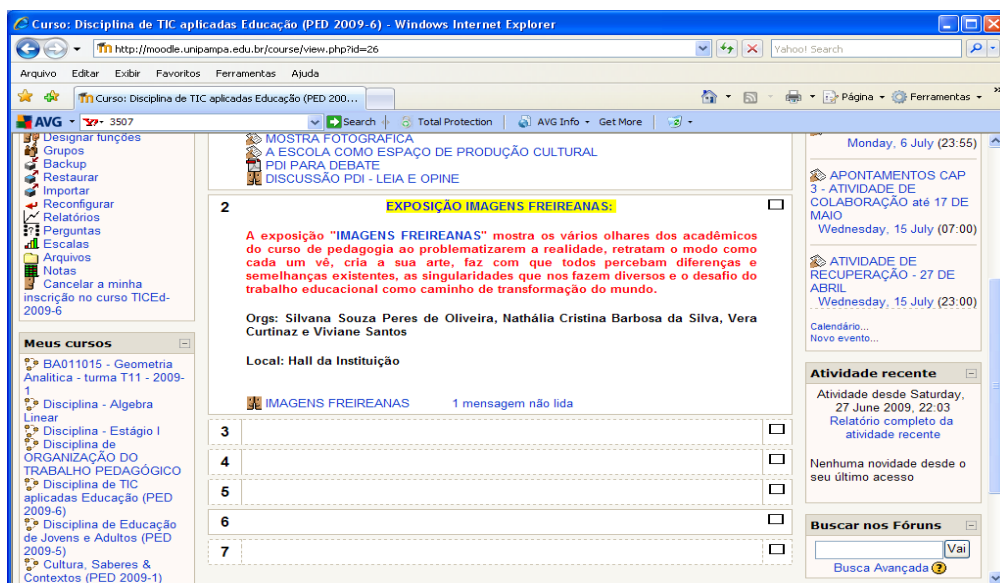 Curso: Disciplina de TIC aplicadas Educação (PED 2009-6) - Windows Internet Explorer
http://moodle.unipampa.edu.br/course/view.php?id=26
Yahoo! Search
Arquivo Editar Exibir Favoritos Ferramentas Ajuda
Curso: Disciplina de TIC aplicadas Educação (PED 200...
Página Ferramentas
AVG 3507 Search Total Protection AVG Info Get More
Designar funções
Grupos
Backup
Restaurar
Importar
Reconfigurar
Relatórios
Perguntas
Escalas
Arquivos
Notas
Cancelar a minha
inscrição no curso TICEd-
2009-6
Meus cursos
BA011015 - Geometria
Analitica - turma T11 - 2009-
1
Disciplina - Algebra
Linear
Disciplina - Estágio I
Disciplina de
ORGANIZAÇÃO DO
TRABALHO PEDAGÓGICO
Disciplina de TIC
aplicadas Educação (PED
2009-6)
Disciplina de Educação
de Jovens e Adultos (PED
2009-5)
Cultura, Saberes &
Contextos (PED 2009-1)
MOSTRA FOTOGRAFICA
A ESCOLA COMO ESPAÇO DE PRODUÇÃO CULTURAL
PDI PARA DEBATE
DISCUSSÃO PDI - LEIA E OPINE
2
EXPOSIÇÃO IMAGENS FREIREANAS:
A exposição "IMAGENS FREIREANAS" mostra os vários olhares dos acadêmicos
do curso de pedagogia ao problematizarem a realidade, retratam o modo como
cada um vê, cria a sua arte, faz com que todos percebam diferenças e
semelhanças existentes, as singularidades que nos fazem diversos e o desafio do
trabalho educacional como caminho de transformação do mundo.
Orgs: Silvana Souza Peres de Oliveira, Nathália Cristina Barbosa da Silva, Vera
Curtinaz e Viviane Santos
Local: Hall da Instituição
IMAGENS FREIREANAS 1 mensagem não lida
3
4
5
6
7
Monday, 6 July (23:55)
APONTAMENTOS CAP
3 - ATIVIDADE DE
COLABORAÇÃO até 17 DE
MAIO
Wednesday, 15 July (07:00)
ATIVIDADE DE
RECUPERAÇÃO - 27 DE
ABRIL
Wednesday, 15 July (23:00)
Calendário...
Novo evento...
Atividade recente
Atividade desde Saturday,
27 June 2009, 22:03
Relatório completo da
atividade recente
Nenhuma novidade desde o
seu último acesso
Buscar nos Fóruns
Vai
Busca Avançada